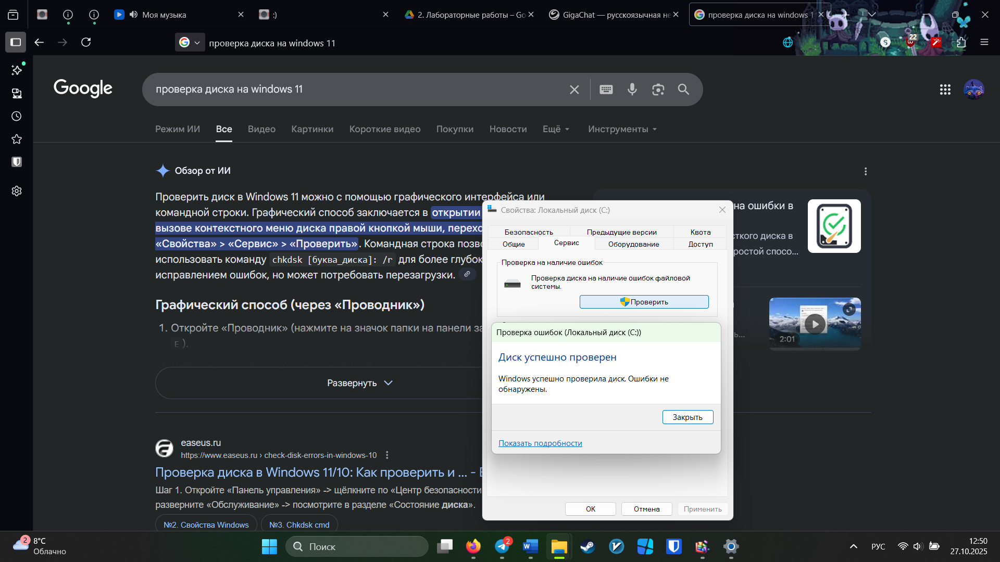 Моя музыка
:)
2. Лабораторные работы – Go
GigaChat — русскоязычная не
проверка диска на windows 1
проверка диска на windows 11
22
Google
проверка диска на windows 11
Режим ИИ
Все
Видео
Картинки
Короткие видео
Покупки
Новости
Ещё
Инструменты
Обзор от ИИ
Проверить диск в Windows 11 можно с помощью графического интерфейса или
командной строки. Графический способ заключается в открытии
вызове контекстного меню диска правой кнопкой мыши, перехо
«Свойства» > «Сервис» > «Проверить». Командная строка позво
использовать команду chkdsk [буква_диска]: /r для более глубок
исправлением ошибок, но может потребовать перезагрузки.
Графический способ (через «Проводник»)
1. Откройте «Проводник» (нажмите на значок папки на панели за
E ).
Развернуть
easeus.ru
https://www.easeus.ru › check-disk-errors-in-windows-10
Проверка диска в Windows 11/10: Как проверить и ... - E
Шаг 1. Откройте «Панель управления» -> щёлкните по «Центр безопасности
разверните «Обслуживание» -> посмотрите в разделе «Состояние диска».
№2. Свойства Windows
№3. Chkdsk cmd
на ошибки в
сткого диска в
ростой спосо...
ь...
2:01
Свойства: Локальный диск (C:)
Безопасность
Предыдущие версии
Квота
Общие
Сервис
Оборудование
Доступ
Проверка на наличие ошибок
Проверка диска на наличие ошибок файловой
системы.
Проверить
Проверка ошибок (Локальный диск (C:))
Диск успешно проверен
Windows успешно проверила диск. Ошибки не
обнаружены.
Закрыть
Показать подробности
ОК
Отмена
Применить
2
8°C
Облачно
Поиск
2
РУС
12:50
27.10.2025